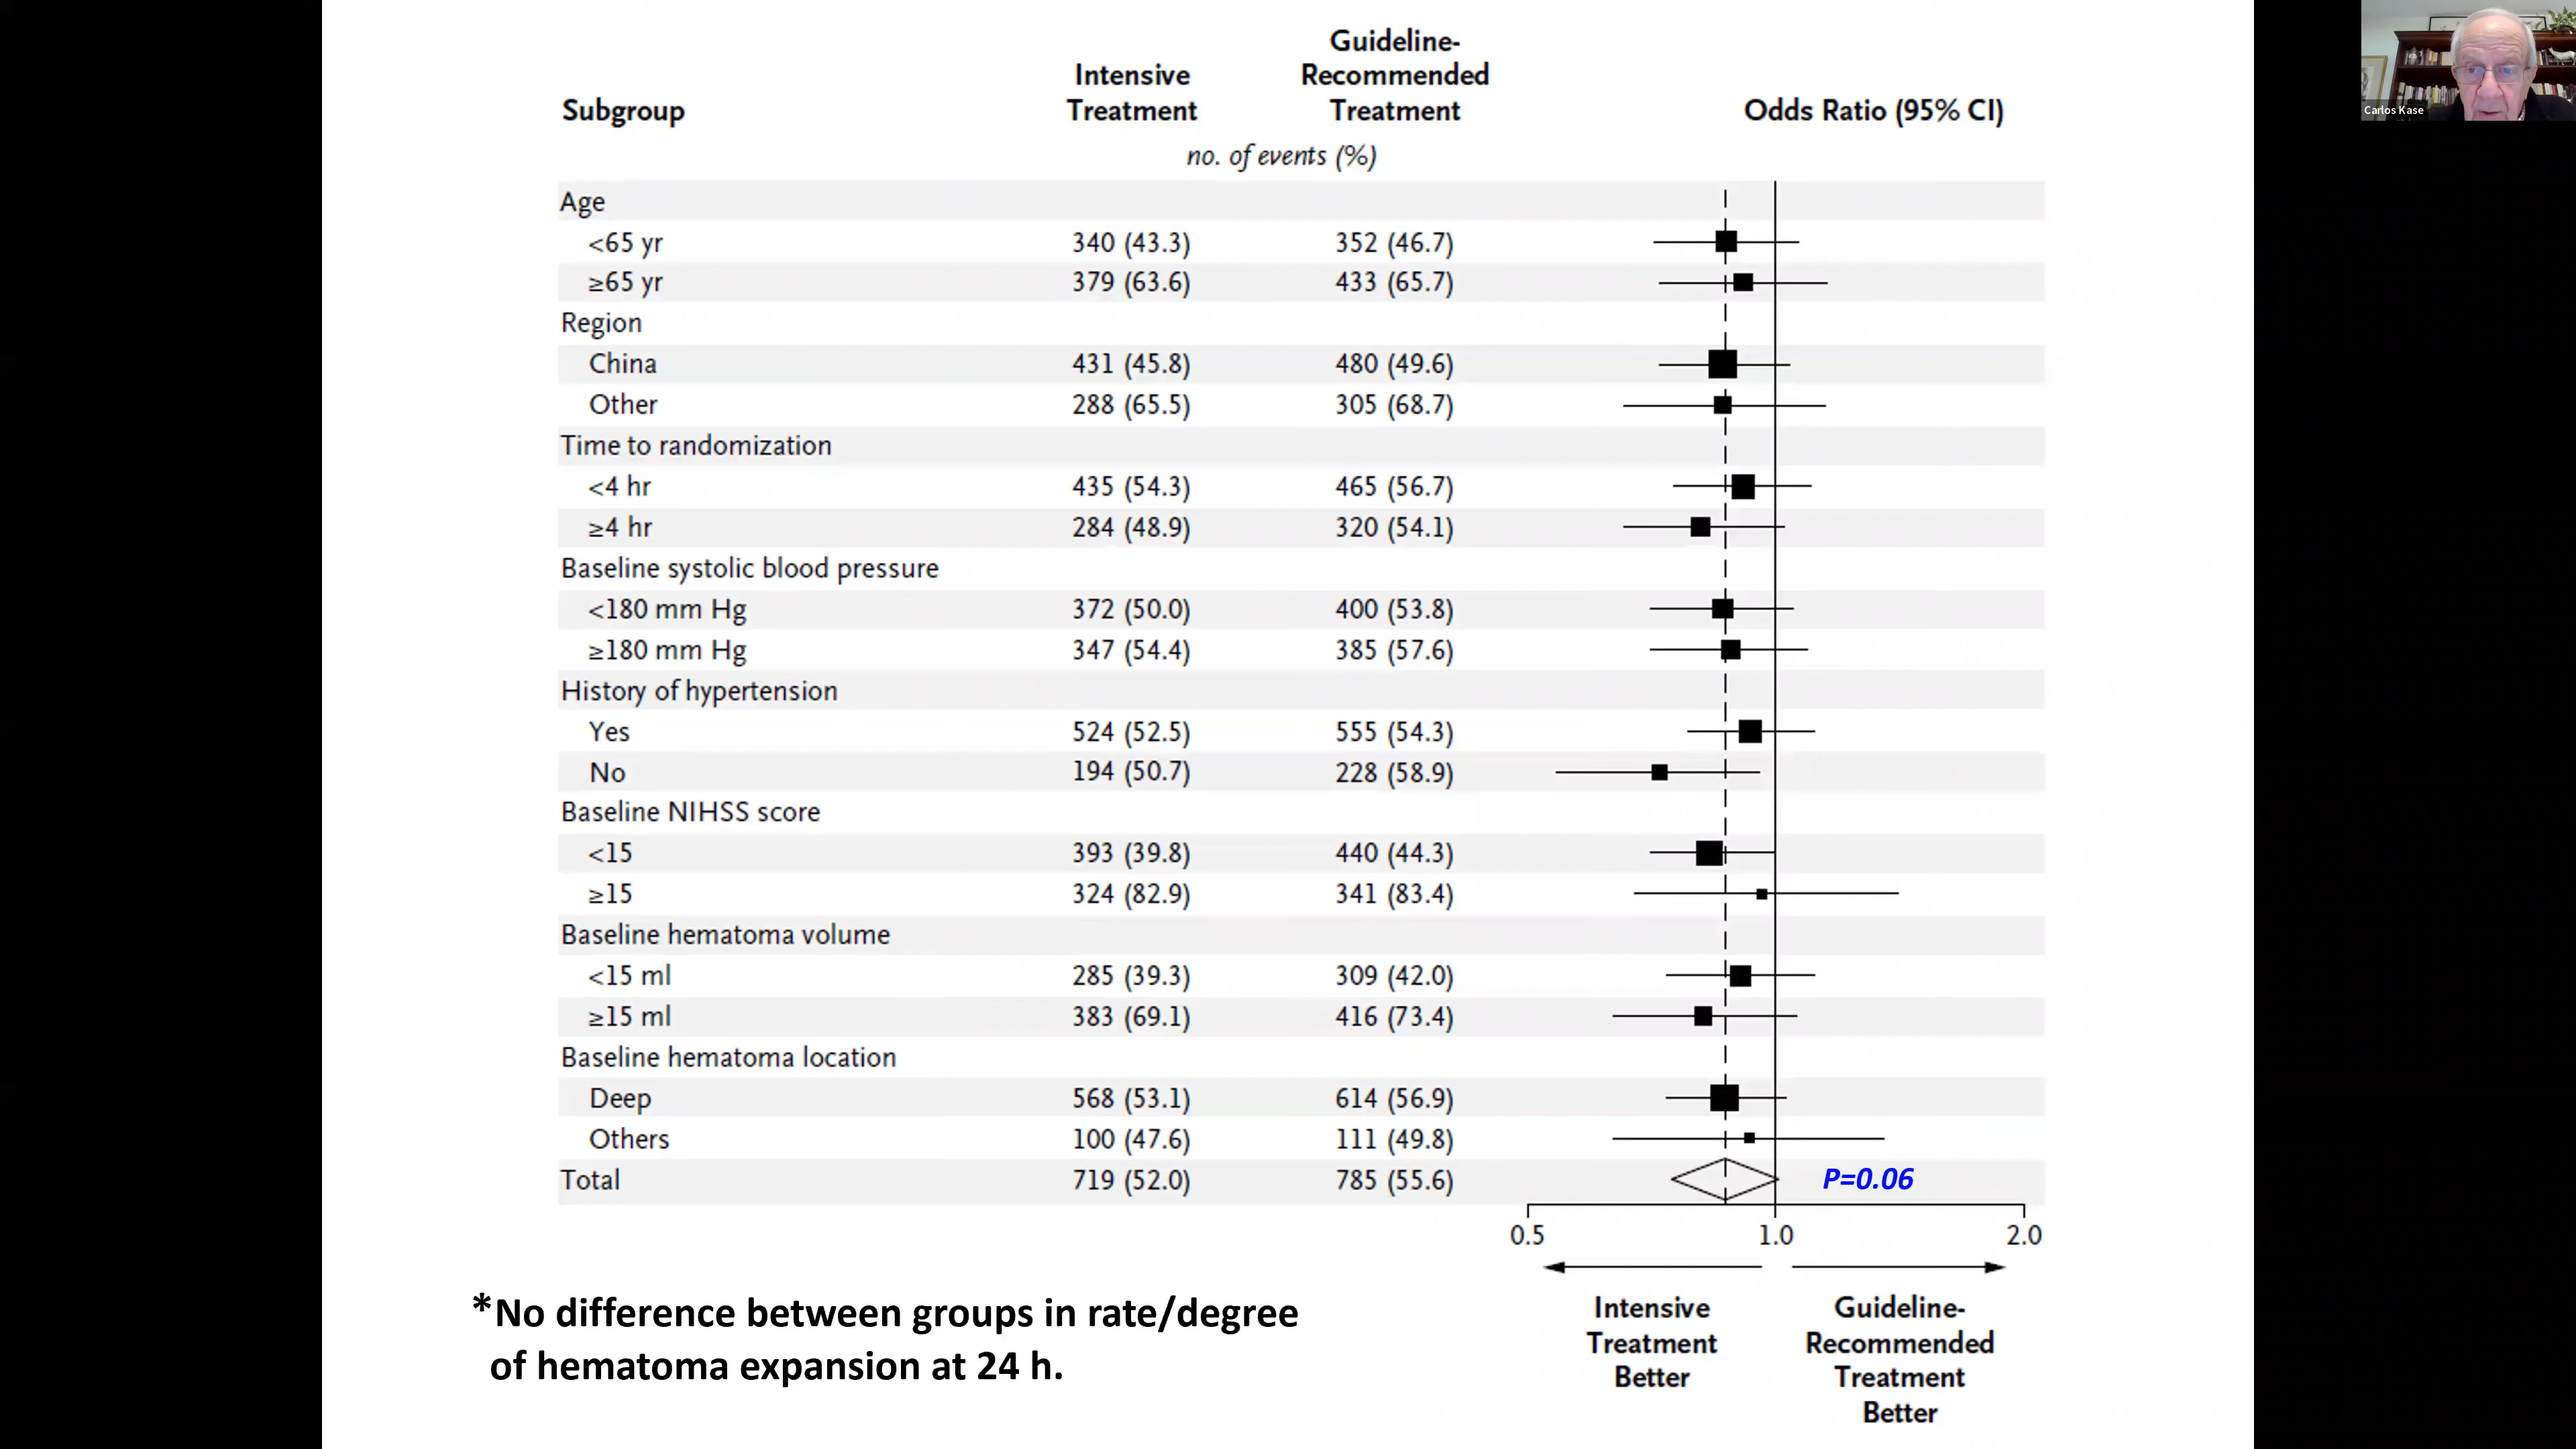 Subgroup
Intensive Treatment
Guideline-Recommended Treatment
Odds Ratio (95% CI)
no. of events (%)
Age
<65 yr 340 (43.3) 352 (46.7)
≥65 yr 379 (63.6) 433 (65.7)
Region
China 431 (45.8) 480 (49.6)
Other 288 (65.5) 305 (68.7)
Time to randomization
<4 hr 435 (54.3) 465 (56.7)
≥4 hr 284 (48.9) 320 (54.1)
Baseline systolic blood pressure
<180 mm Hg 372 (50.0) 400 (53.8)
≥180 mm Hg 347 (54.4) 385 (57.6)
History of hypertension
Yes 524 (52.5) 555 (54.3)
No 194 (50.7) 228 (58.9)
Baseline NIHSS score
<15 393 (39.8) 440 (44.3)
≥15 324 (82.9) 341 (83.4)
Baseline hematoma volume
<15 ml 285 (39.3) 309 (42.0)
≥15 ml 383 (69.1) 416 (73.4)
Baseline hematoma location
Deep 568 (53.1) 614 (56.9)
Others 100 (47.6) 111 (49.8)
Total 719 (52.0) 785 (55.6) P=0.06
0.5 1.0 2.0
Intensive
Treatment
Better
Guideline-
Recommended
Treatment
Better
*No difference between groups in rate/degree
of hematoma expansion at 24 h.
Carlos Kase